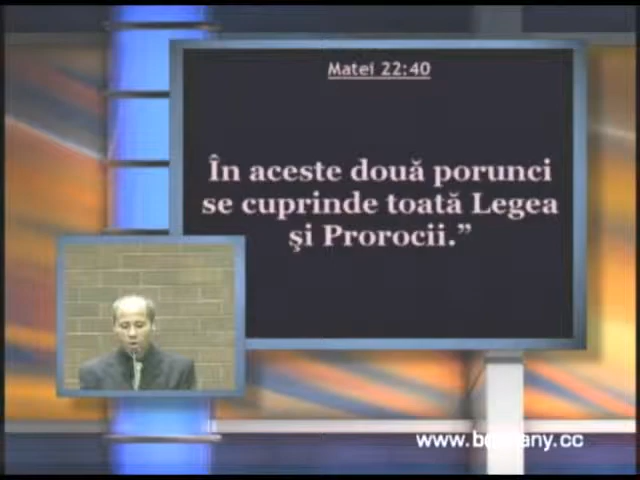 Matei 22:40
În aceste două porunci
se cuprinde toată Legea
şi Prorocii.”